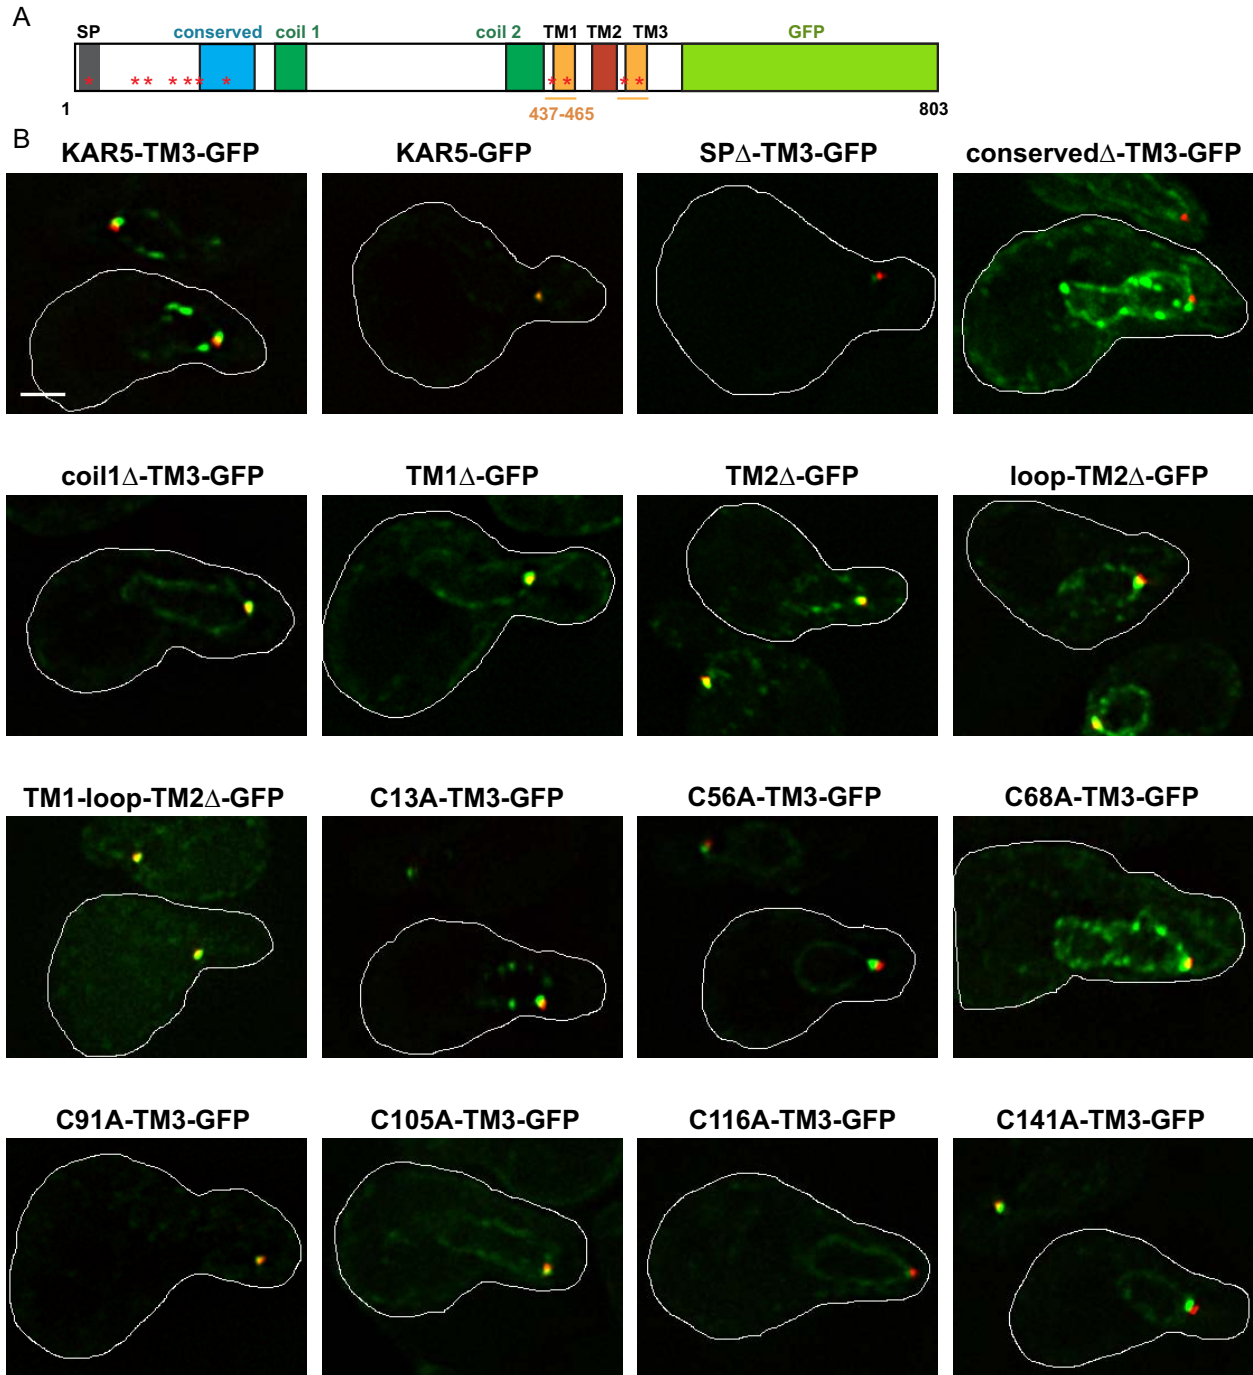 A
SP conserved coil 1 coil 2 TM1 TM2 TM3 GFP
* * * * * * * * * * *
1 437-465 803
B
KAR5-TM3-GFP KAR5-GFP SPΔ-TM3-GFP conservedΔ-TM3-GFP
coil1Δ-TM3-GFP TM1Δ-GFP TM2Δ-GFP loop-TM2Δ-GFP
TM1-loop-TM2Δ-GFP C13A-TM3-GFP C56A-TM3-GFP C68A-TM3-GFP
C91A-TM3-GFP C105A-TM3-GFP C116A-TM3-GFP C141A-TM3-GFP